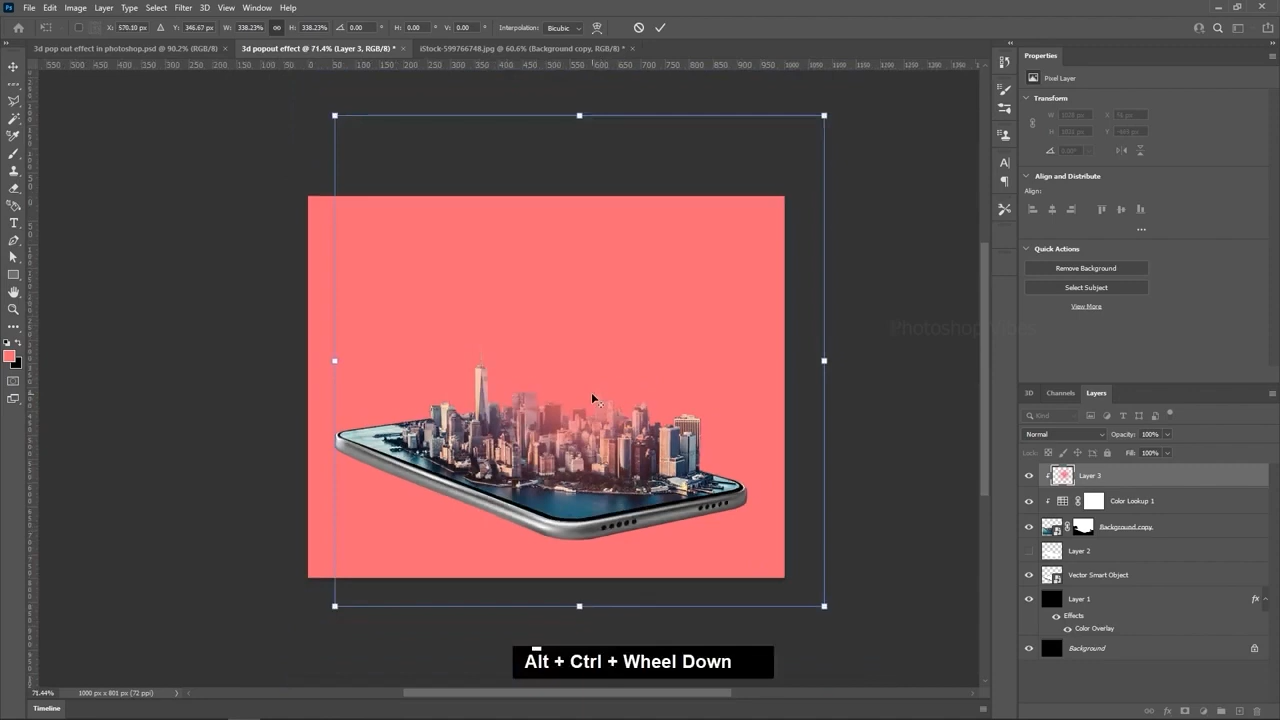 Ps File Edit Image Layer Type Select Filter 3D View Window Help
X: 570.10 px Y: 346.67 px W: 338.23% H: 338.23% 0.00 H: 0.00 V: 0.00 Interpolation: Bicubic
3d pop out effect in photoshop.psd @ 90.2% (RGB/8) × 3d popout effect @ 71.4% (Layer 3, RGB/8) * × iStock-599766748.jpg @ 60.6% (Background copy, RGB/8) * ×
Properties
Pixel Layer
Transform
Align and Distribute
Align:
Quick Actions
Remove Background
Select Subject
View More
3D Channels Layers
Kind
Normal Opacity: 100%
Lock: Fill: 100%
Layer 3
Color Lookup 1
Background copy
Layer 2
Vector Smart Object
Layer 1 fx
Effects
Color Overlay
Background
Alt + Ctrl + Wheel Down
71.44% 1000 px x 801 px (72 ppi)
Timeline